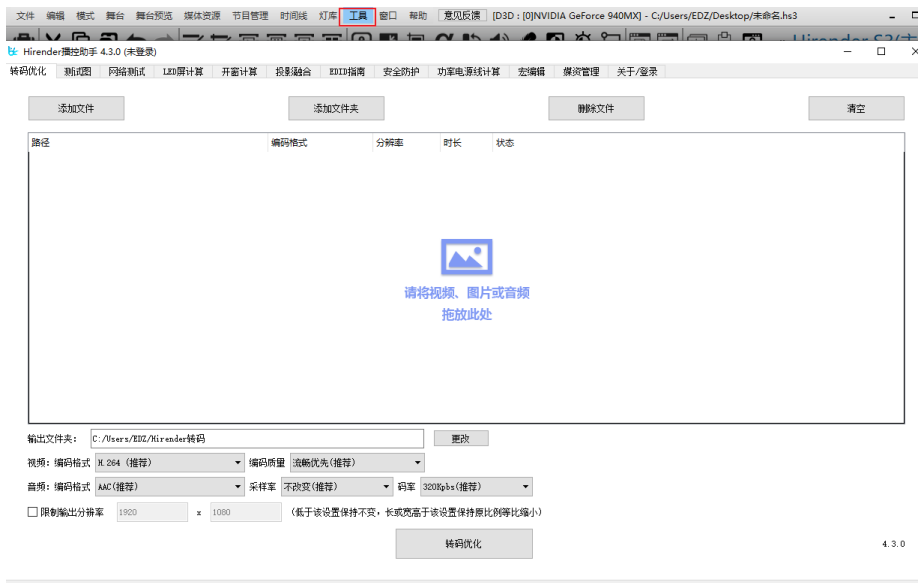 文件 编辑 模式 舞台 舞台预览 媒体资源 节目管理 时间线 灯库 工具 窗口 帮助 意见反馈 [D3D : [0]NVIDIA GeForce 940MX] - C:/Users/EDZ/Desktop/未命名.hs3
Hirender播控助手 4.3.0 (未登录)
转码优化 测试图 网络测试 LED屏计算 开窗计算 投影融合 EDID指南 安全防护 功率电源线计算 宏编辑 媒资管理 关于/登录
添加文件 添加文件夹 删除文件 清空
路径 编码格式 分辨率 时长 状态
请将视频、图片或音频
拖放此处
输出文件夹： C:/Users/EDZ/Hirender转码 更改
视频：编码格式 H.264 (推荐) 编码质量 流畅优先(推荐)
音频：编码格式 AAC(推荐) 采样率 不改变(推荐) 码率 320Kpbs(推荐)
限制输出分辨率 1920 x 1080 (低于该设置保持不变，长或宽高于该设置保持原比例等比缩小)
转码优化 4.3.0